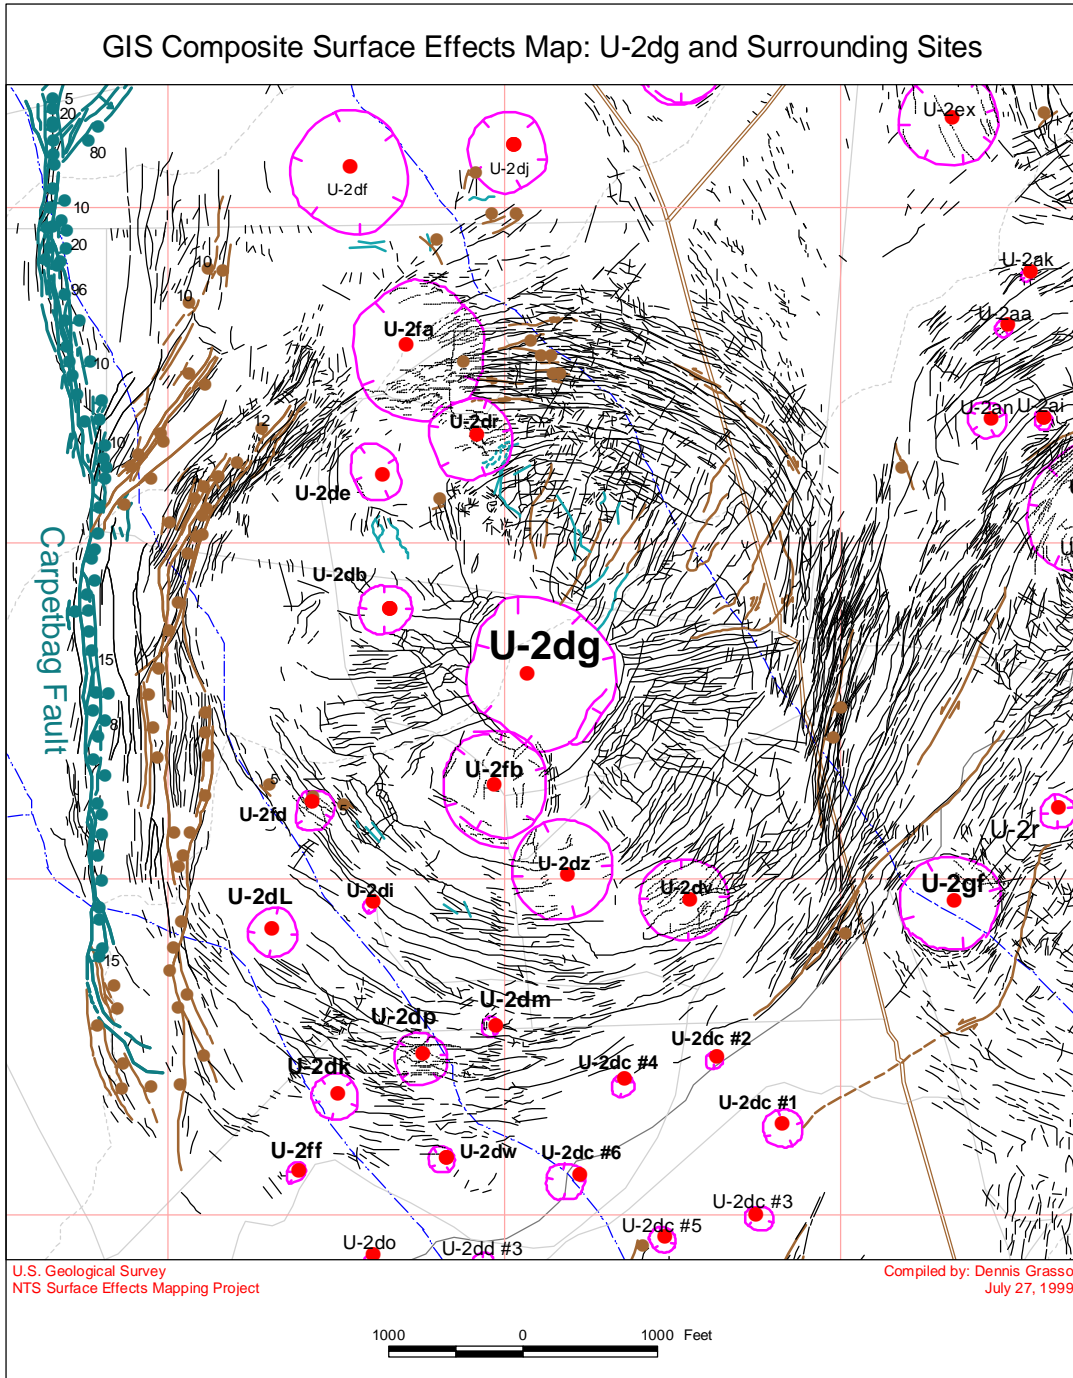 GIS Composite Surface Effects Map: U-2dg and Surrounding Sites
5
20
80
U-2ex
U-2df
U-2dj
10
20
U-2ak
10
96
10
U-2aa
U-2fa
10
U-2an
U-2ai
12
U-2dr
10
U-2de
Carpetbag Fault
U-2db
U-2dg
15
8
U-2fb
5
5
U-2fd
U-2r
U-2dz
U-2dv
U-2gf
U-2di
U-2dL
15
U-2dm
U-2dp
U-2dc #2
U-2dc #4
U-2dk
U-2dc #1
U-2ff
U-2dw
U-2dc #6
U-2dc #3
U-2dc #5
U-2do
U-2dd #3
U.S. Geological Survey
NTS Surface Effects Mapping Project
Compiled by: Dennis Grasso
July 27, 1999
1000 0 1000 Feet